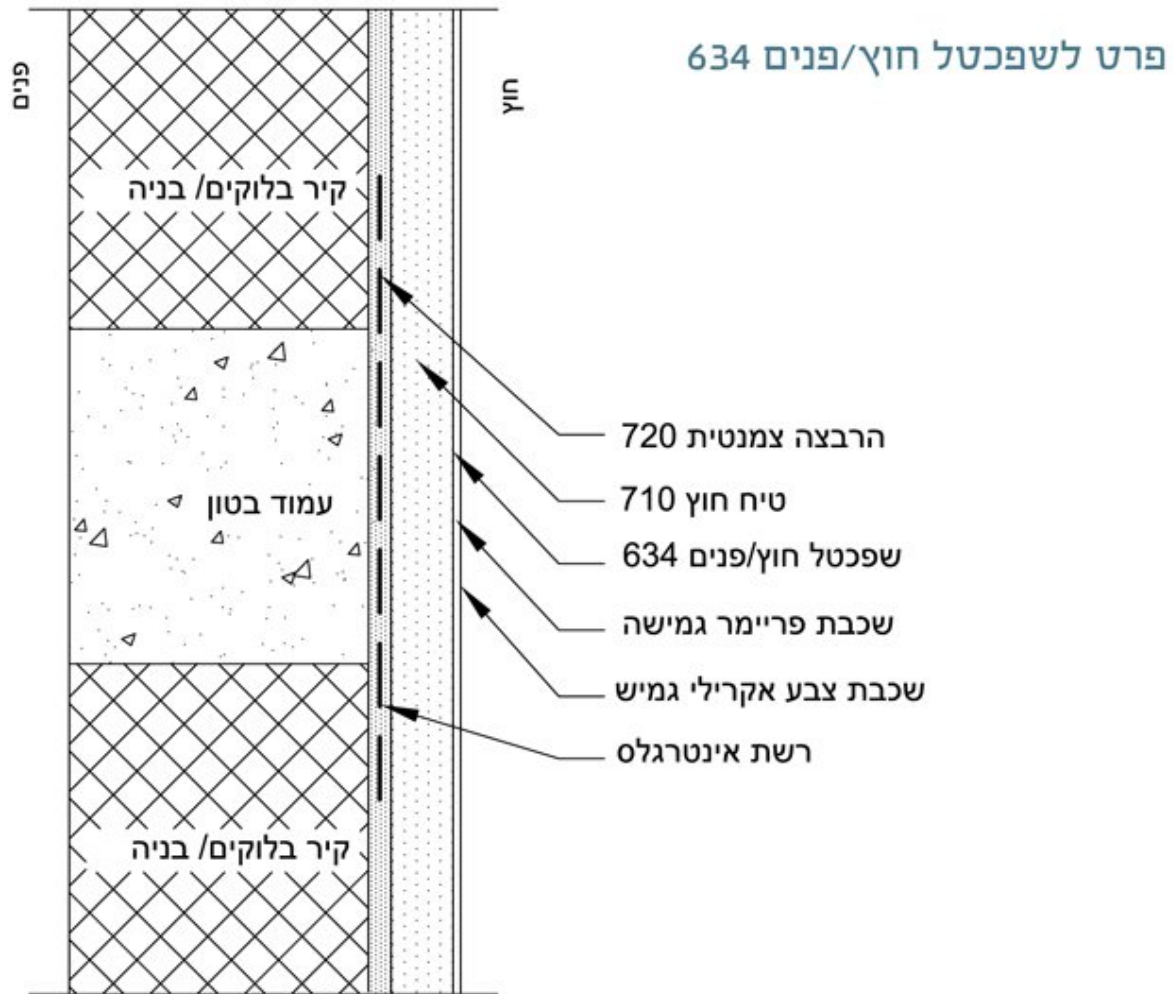 פרט לשפכטל חוץ/פנים 634
חוץ
פנים
קיר בלוקים/ בניה
עמוד בטון
קיר בלוקים/ בניה
הרבצה צמנטית 720
טיח חוץ 710
שפכטל חוץ/פנים 634
שכבת פריימר גמישה
שכבת צבע אקרילי גמיש
רשת אינטרגלס